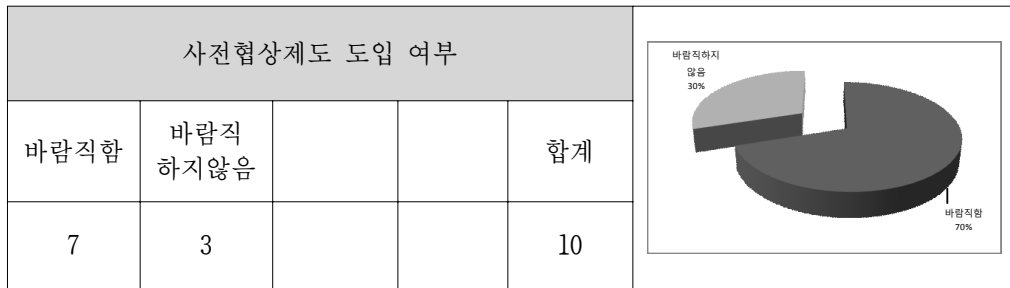 사전협상제도 도입 여부
바람직함
바람직
하지않음
합계
7
3
10
바람직하지
않음
30%
바람직함
70%